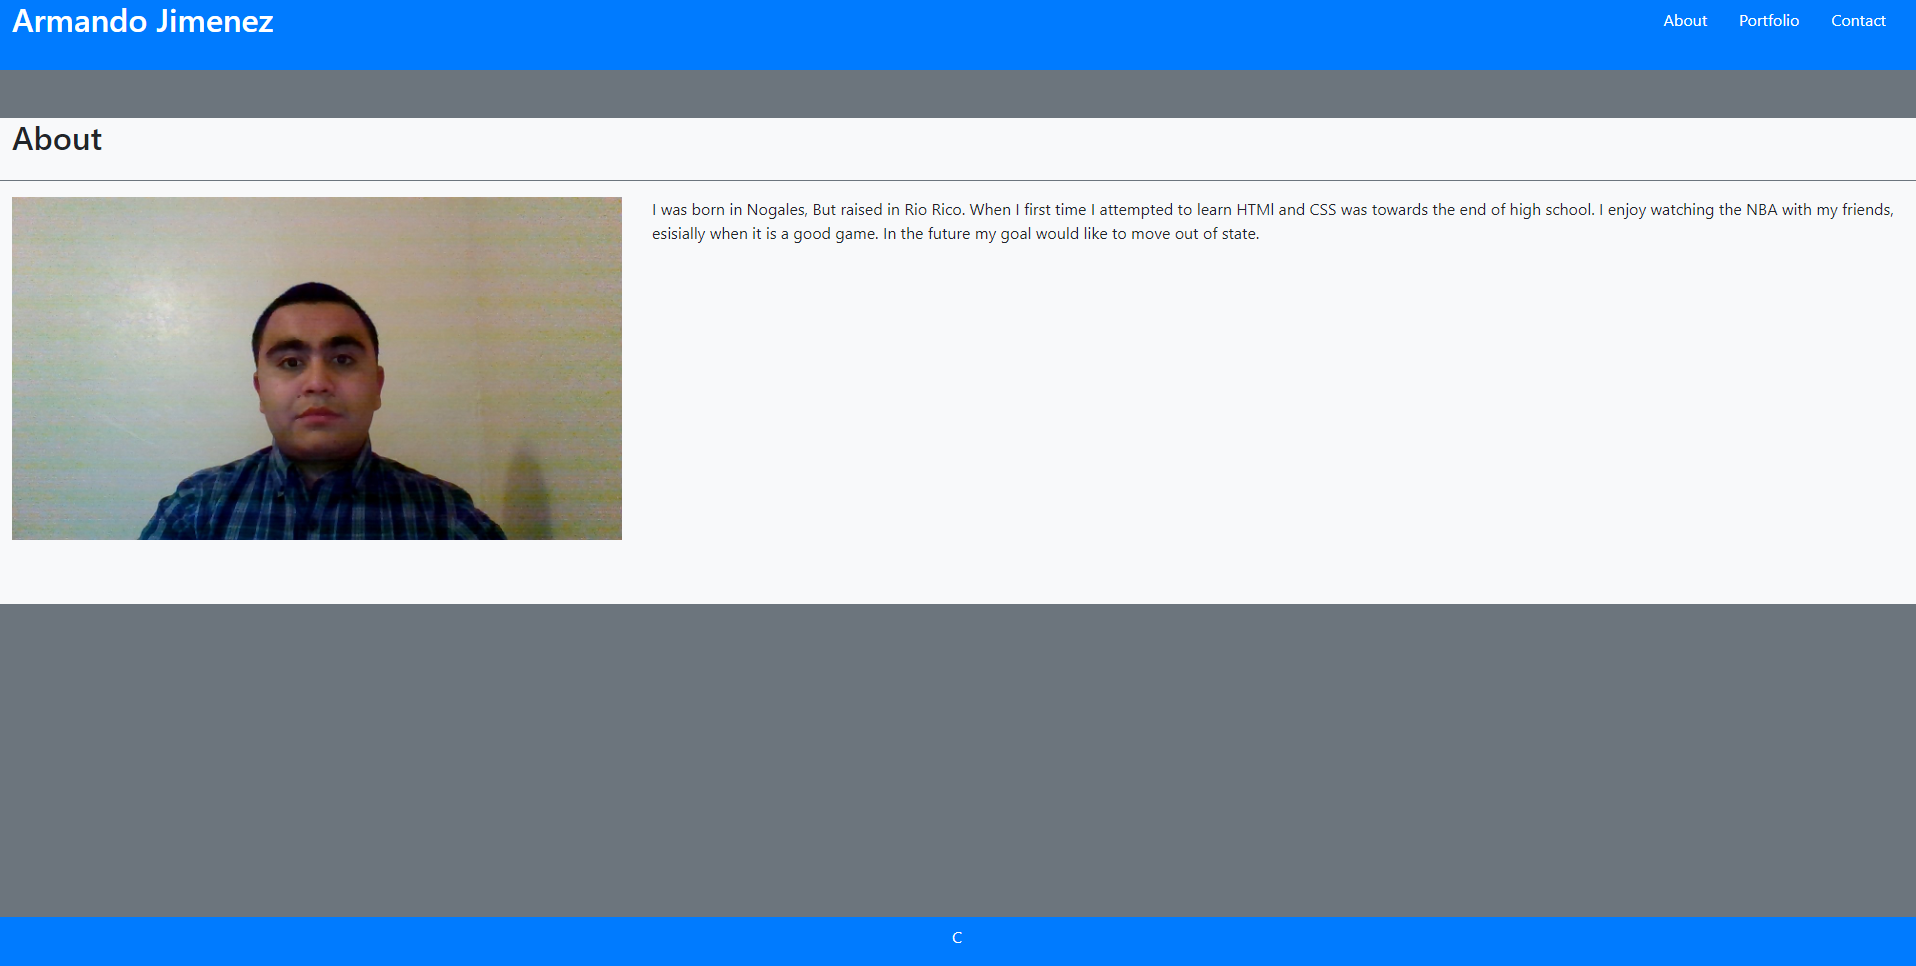 Armando Jimenez
About Portfolio Contact
About
I was born in Nogales, But raised in Rio Rico. When I first time I attempted to learn HTMl and CSS was towards the end of high school. I enjoy watching the NBA with my friends,
esisially when it is a good game. In the future my goal would like to move out of state.
C